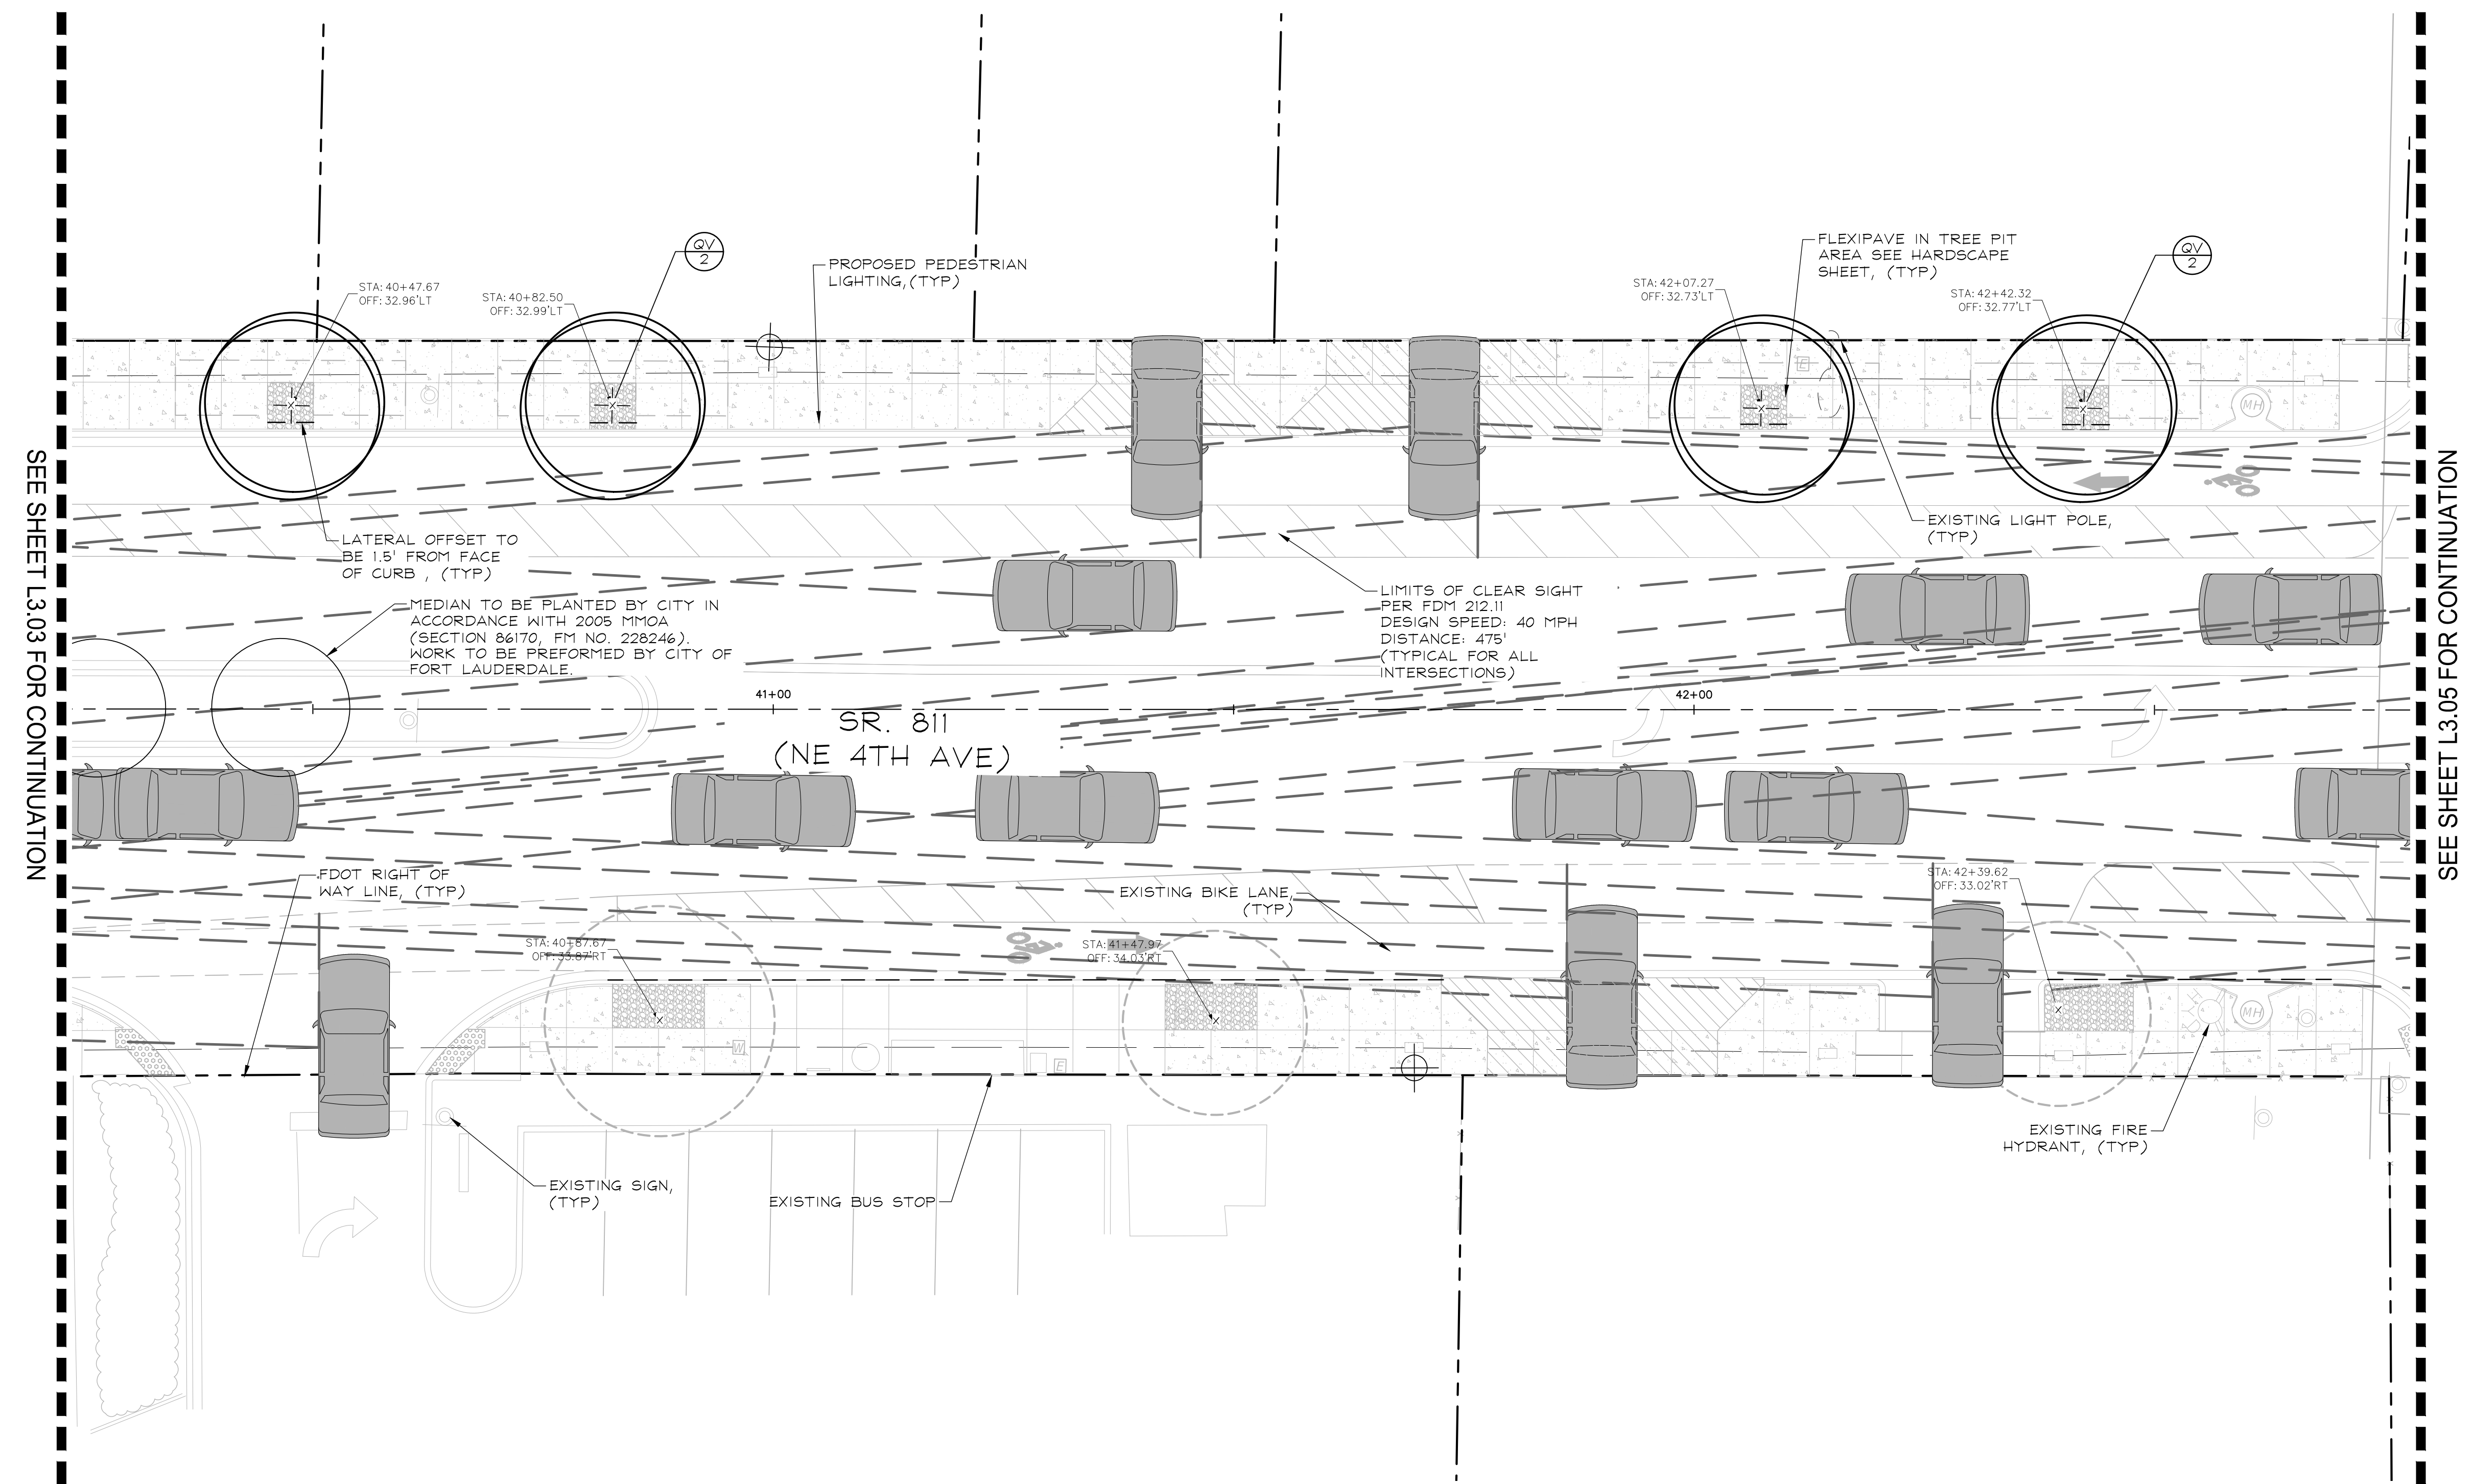 QV
2
PROPOSED PEDESTRIAN
LIGHTING,(TYP)
STA: 40+47.67
OFF: 32.96'LT
STA: 40+82.50
OFF: 32.99'LT
FLEXIPAVE IN TREE PIT
AREA SEE HARDSCAPE
SHEET, (TYP)
QV
2
STA: 42+07.27
OFF: 32.73'LT
STA: 42+42.32
OFF: 32.77'LT
E
MH
LATERAL OFFSET TO
BE 1.5' FROM FACE
OF CURB , (TYP)
EXISTING LIGHT POLE,
(TYP)
SEE SHEET L3.03 FOR CONTINUATION
SEE SHEET L3.05 FOR CONTINUATION
MEDIAN TO BE PLANTED BY CITY IN
ACCORDANCE WITH 2005 MMOA
(SECTION 86170, FM NO. 228246).
WORK TO BE PREFORMED BY CITY OF
FORT LAUDERDALE.
LIMITS OF CLEAR SIGHT
PER FDM 212.11
DESIGN SPEED: 40 MPH
DISTANCE: 475'
(TYPICAL FOR ALL
INTERSECTIONS)
41+00
42+00
SR. 811
(NE 4TH AVE)
FDOT RIGHT OF
WAY LINE, (TYP)
EXISTING BIKE LANE,
(TYP)
STA: 42+39.62
OFF: 33.02'RT
STA: 40+87.67
OFF: 33.87'RT
STA: 41+47.97
OFF: 34.03'RT
W
E
MH
EXISTING SIGN,
(TYP)
EXISTING BUS STOP
EXISTING FIRE
HYDRANT, (TYP)